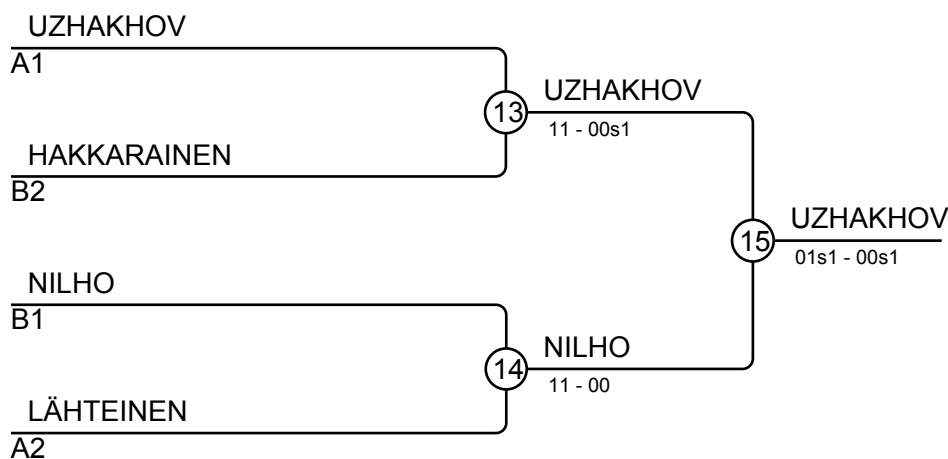 UZHAKHOV
A1
13
UZHAKHOV
11 - 00s1
HAKKARAINEN
B2
15
UZHAKHOV
01s1 - 00s1
NILHO
B1
14
NILHO
11 - 00
LÄHTEINEN
A2